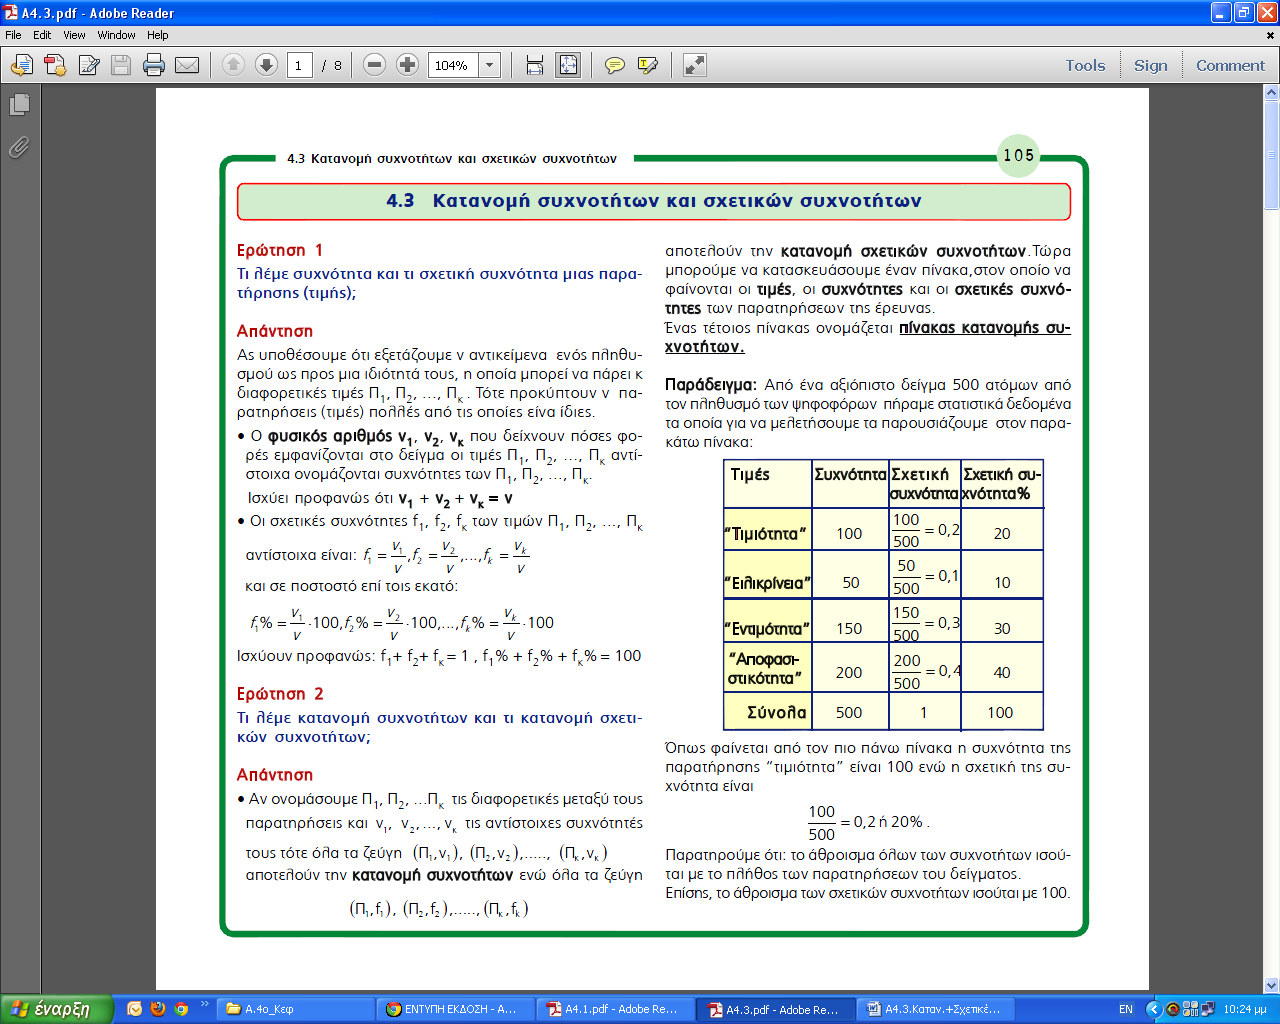 A4.3.pdf - Adobe Reader
File Edit View Window Help
1 / 8 104% Tools Sign Comment
4.3 Κατανομή συχνοτήτων και σχετικών συχνοτήτων 105
4.3 Κατανομή συχνοτήτων και σχετικών συχνοτήτων
Ερώτηση 1
Τι λέμε συχνότητα και τι σχετική συχνότητα μιας παρα-
τήρησης (τιμής);
Απάντηση
Ας υποθέσουμε ότι εξετάζουμε ν αντικείμενα ενός πληθυ-
σμού ως προς μια ιδιότητά τους, η οποία μπορεί να πάρει κ
διαφορετικές τιμές Π1, Π2, ..., Πκ . Τότε προκύπτουν ν πα-
ρατηρήσεις (τιμές) πολλές από τις οποίες είνα ίδιες.
• Ο φυσικός αριθμός ν1, ν2, νκ που δείχνουν πόσες φο-
ρές εμφανίζονται στο δείγμα οι τιμές Π1, Π2, ..., Πκ αντί-
στοιχα ονομάζονται συχνότητες των Π1, Π2, ..., Πκ.
Ισχύει προφανώς ότι ν1 + ν2 + νκ = ν
• Οι σχετικές συχνότητες f1, f2, fκ των τιμών Π1, Π2, ..., Πκ
αντίστοιχα είναι: f1 = ν1/ν, f2 = ν2/ν, ..., fk = νk/ν
και σε ποστοστό επί τοις εκατό:
f1% = ν1/ν ·100, f2% = ν2/ν ·100, ..., fk% = νk/ν ·100
Ισχύουν προφανώς: f1+ f2+ fκ = 1 , f1% + f2% + fκ% = 100
Ερώτηση 2
Τι λέμε κατανομή συχνοτήτων και τι κατανομή σχετι-
κών συχνοτήτων;
Απάντηση
• Αν ονομάσουμε Π1, Π2, ...Πκ τις διαφορετικές μεταξύ τους
παρατηρήσεις και ν1, ν2,..., νκ τις αντίστοιχες συχνότητές
τους τότε όλα τα ζεύγη (Π1,ν1), (Π2,ν2),....., (Πκ,νκ)
αποτελούν την κατανομή συχνοτήτων ενώ όλα τα ζεύγη
(Π1,f1), (Π2,f2),....., (Πκ,fk)
αποτελούν την κατανομή σχετικών συχνοτήτων.Τώρα
μπορούμε να κατασκευάσουμε έναν πίνακα,στον οποίο να
φαίνονται οι τιμές, οι συχνότητες και οι σχετικές συχνό-
τητες των παρατηρήσεων της έρευνας.
Ένας τέτοιος πίνακας ονομάζεται πίνακας κατανομής συ-
χνοτήτων.
Παράδειγμα: Από ένα αξιόπιστο δείγμα 500 ατόμων από
τον πληθυσμό των ψηφοφόρων πήραμε στατιστικά δεδομένα
τα οποία για να μελετήσουμε τα παρουσιάζουμε στον παρα-
κάτω πίνακα:
Τιμές Συχνότητα Σχετική Σχετική συ-
συχνότητα χνότητα%
"Τιμιότητα" 100 100/500 = 0,2 20
"Ειλικρίνεια" 50 50/500 = 0,1 10
"Εντιμότητα" 150 150/500 = 0,3 30
"Αποφασι-
στικότητα" 200 200/500 = 0,4 40
Σύνολα 500 1 100
Όπως φαίνεται από τον πιο πάνω πίνακα η συχνότητα της
παρατήρησης "τιμιότητα" είναι 100 ενώ η σχετική της συ-
χνότητα είναι
100/500 = 0,2 ή 20% .
Παρατηρούμε ότι: το άθροισμα όλων των συχνοτήτων ισού-
ται με το πλήθος των παρατηρήσεων του δείγματος.
Επίσης, το άθροισμα των σχετικών συχνοτήτων ισούται με 100.
έναρξη » Α.4ο_Κεφ ΕΝΤΥΠΗ ΕΚΔΟΣΗ - Α... A4.1.pdf - Adobe Re... A4.3.pdf - Adobe Re... Α4.3.Καταν.+Σχετικέ... EN 10:24 μμ